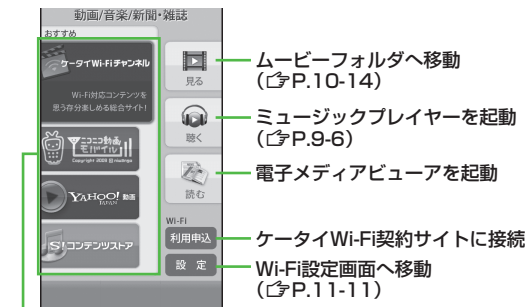 動画/音楽/新聞・雑誌
おすすめ
ケータイWi-Fiチャンネル
Wi-Fi対応コンテンツを
思う存分楽しめる総合サイト!
ニコニコ動画
モバイル
YAHOO! 動画
JAPAN
S!コンテンツストア
見る
聴く
読む
Wi-Fi
利用申込
設 定
ムービーフォルダへ移動
(☞P.10-14)
ミュージックプレイヤーを起動
(☞P.9-6)
電子メディアビューアを起動
ケータイWi-Fi契約サイトに接続
Wi-Fi設定画面へ移動
(☞P.11-11)